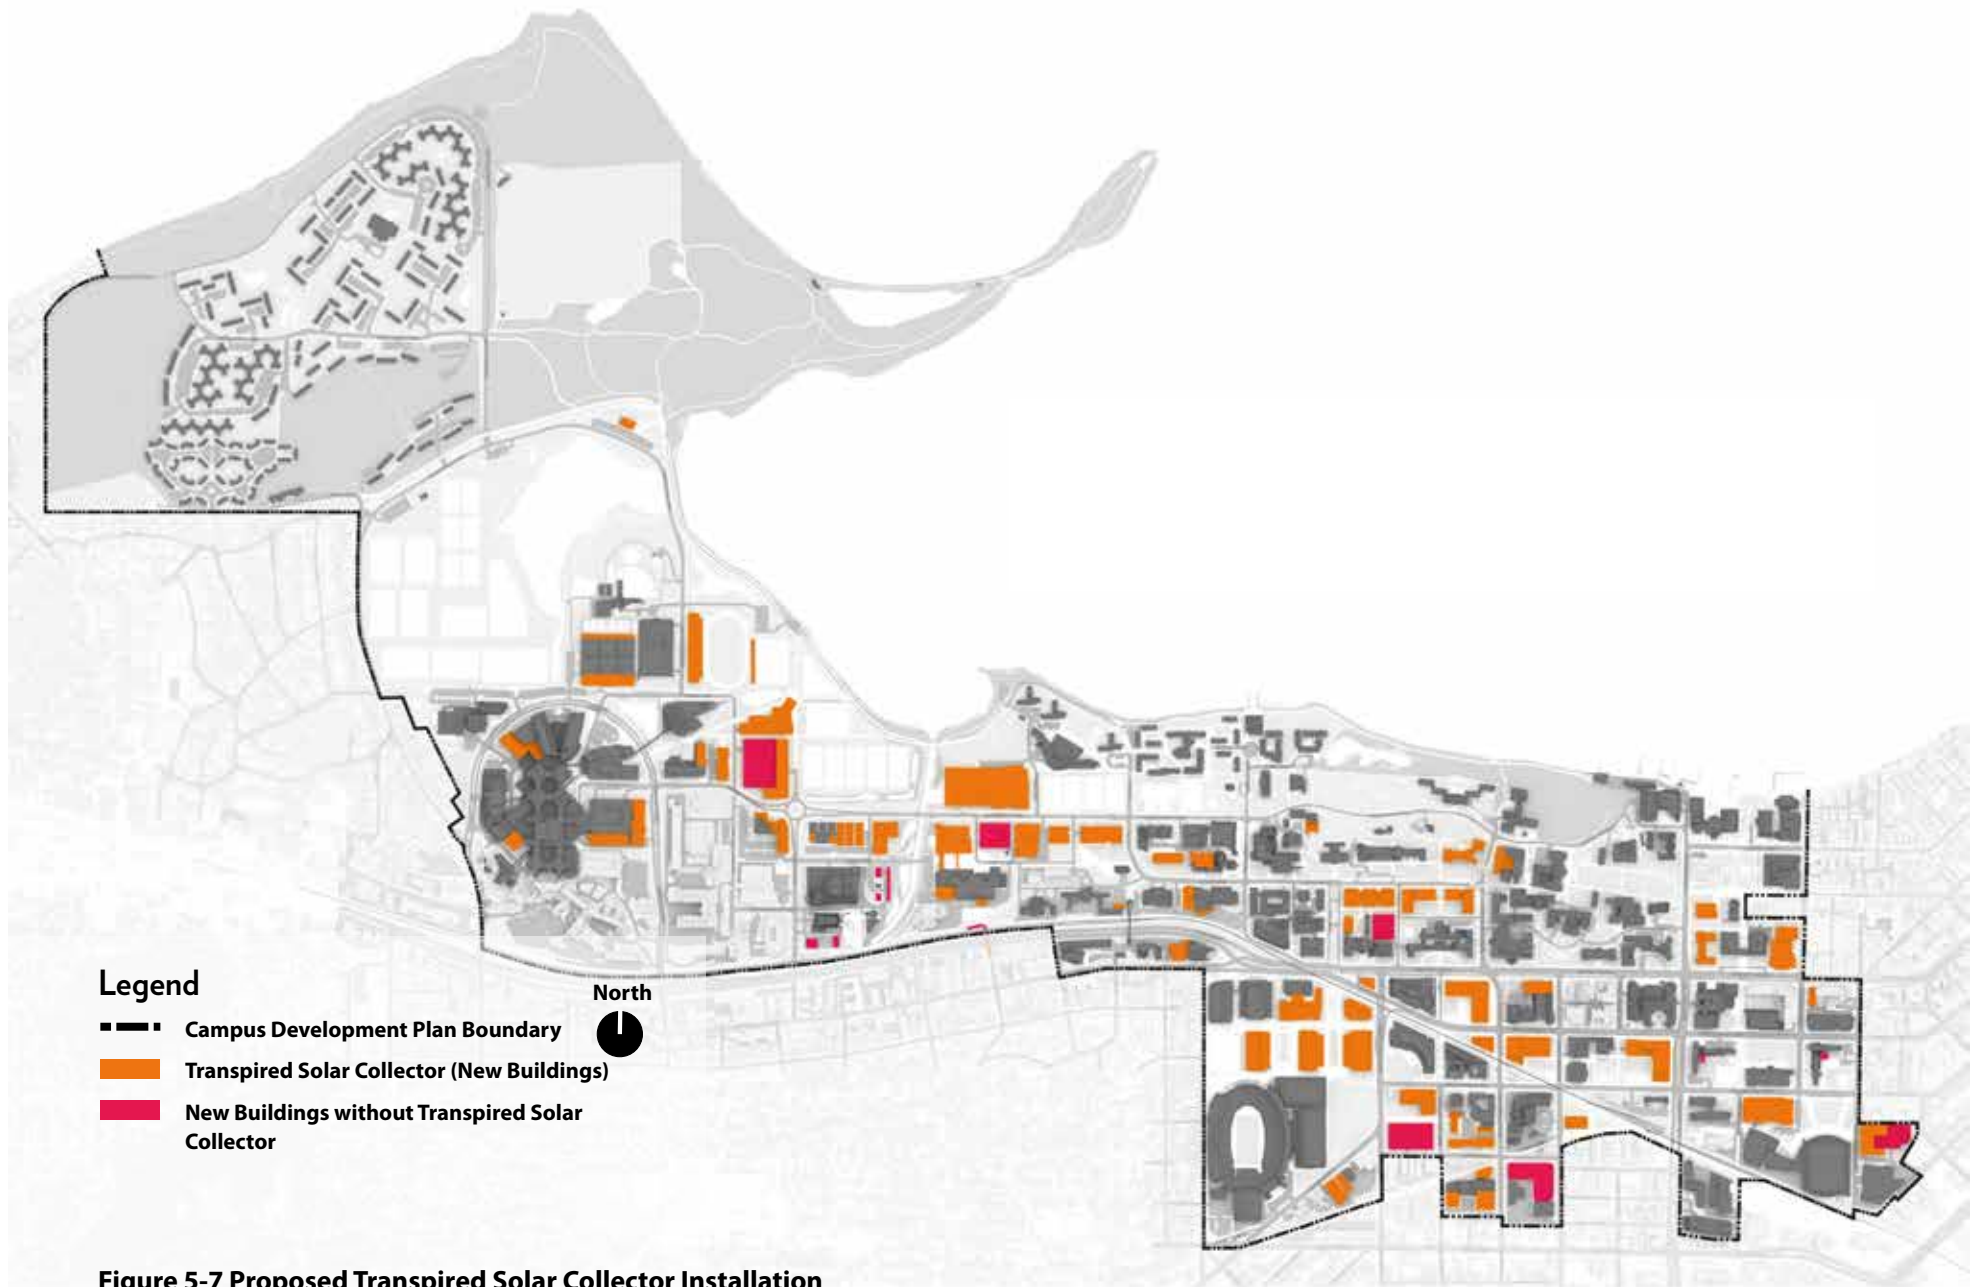 Legend
North
Campus Development Plan Boundary
Transpired Solar Collector (New Buildings)
New Buildings without Transpired Solar
Collector
Figure 5-7 Proposed Transpired Solar Collector Installation